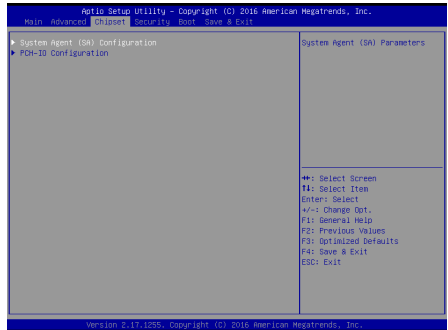 Aptio Setup Utility – Copyright (C) 2016 American Megatrends, Inc.
Main Advanced Chipset Security Boot Save & Exit
System Agent (SA) Configuration
PCH-IO Configuration
System Agent (SA) Parameters
→←: Select Screen
↑↓: Select Item
Enter: Select
+/-: Change Opt.
F1: General Help
F2: Previous Values
F3: Optimized Defaults
F4: Save & Exit
ESC: Exit
Version 2.17.1255. Copyright (C) 2016 American Megatrends, Inc.